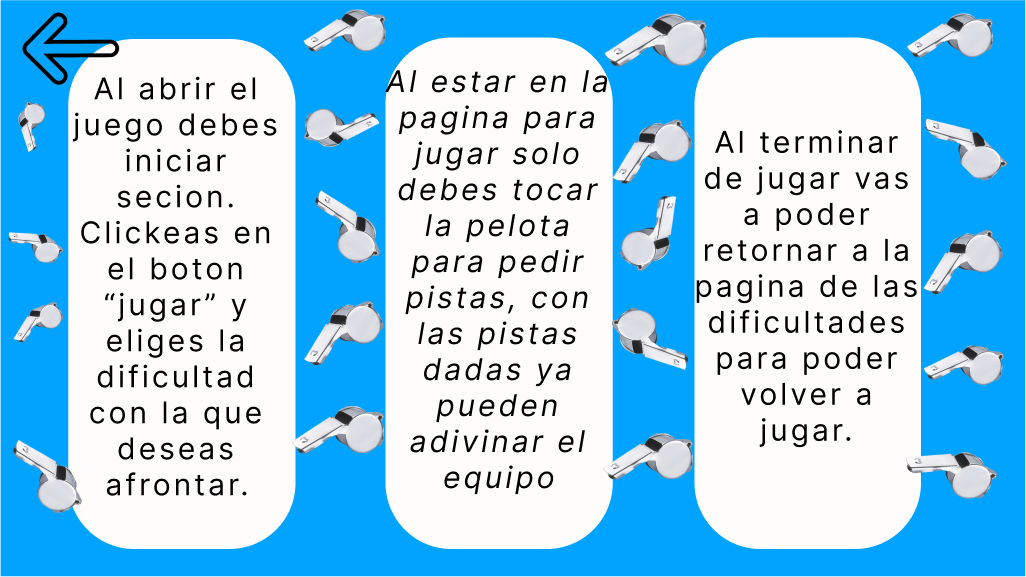 Al abrir el
juego debes
iniciar
secion.
Clickeas en
el boton
“jugar” y
eliges la
dificultad
con la que
deseas
afrontar.
Al estar en la
pagina para
jugar solo
debes tocar
la pelota
para pedir
pistas, con
las pistas
dadas ya
pueden
adivinar el
equipo
Al terminar
de jugar vas
a poder
retornar a la
pagina de las
dificultades
para poder
volver a
jugar.